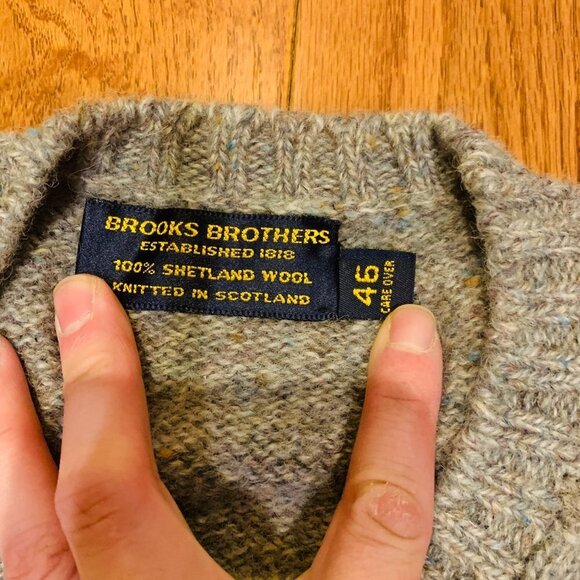 BROOKS BROTHERS
ESTABLISHED 1818
100% SHETLAND WOOL
KNITTED IN SCOTLAND
46
CARE OVER